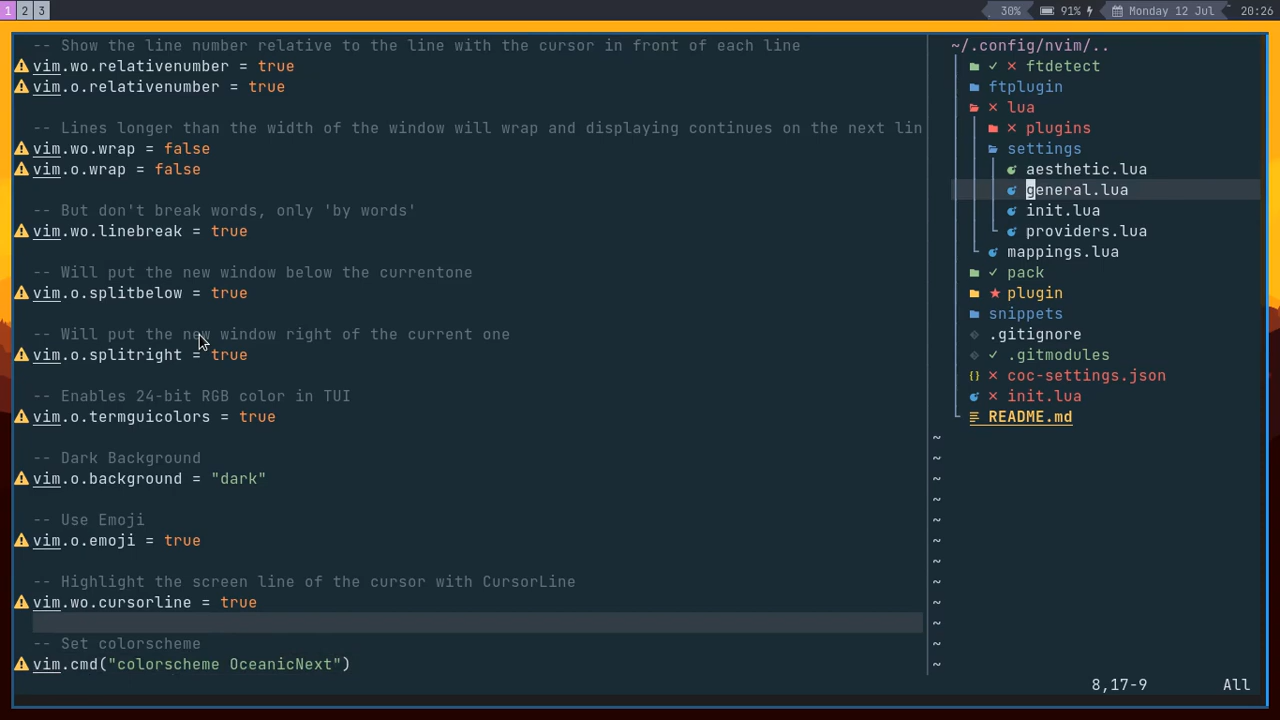 1 2 3
30% 91% Monday 12 Jul 20:26
-- Show the line number relative to the line with the cursor in front of each line
vim.wo.relativenumber = true
vim.o.relativenumber = true
-- Lines longer than the width of the window will wrap and displaying continues on the next lin
vim.wo.wrap = false
vim.o.wrap = false
-- But don't break words, only 'by words'
vim.wo.linebreak = true
-- Will put the new window below the currentone
vim.o.splitbelow = true
-- Will put the new window right of the current one
vim.o.splitright = true
-- Enables 24-bit RGB color in TUI
vim.o.termguicolors = true
-- Dark Background
vim.o.background = "dark"
-- Use Emoji
vim.o.emoji = true
-- Highlight the screen line of the cursor with CursorLine
vim.wo.cursorline = true
-- Set colorscheme
vim.cmd("colorscheme OceanicNext")
~/.config/nvim/..
✓ ✕ ftdetect
ftplugin
✕ lua
✕ plugins
settings
aesthetic.lua
general.lua
init.lua
providers.lua
mappings.lua
✓ pack
★ plugin
snippets
.gitignore
✓ .gitmodules
{} ✕ coc-settings.json
✕ init.lua
README.md
~
~
~
~
~
~
~
~
~
~
~
~
8,17-9 All